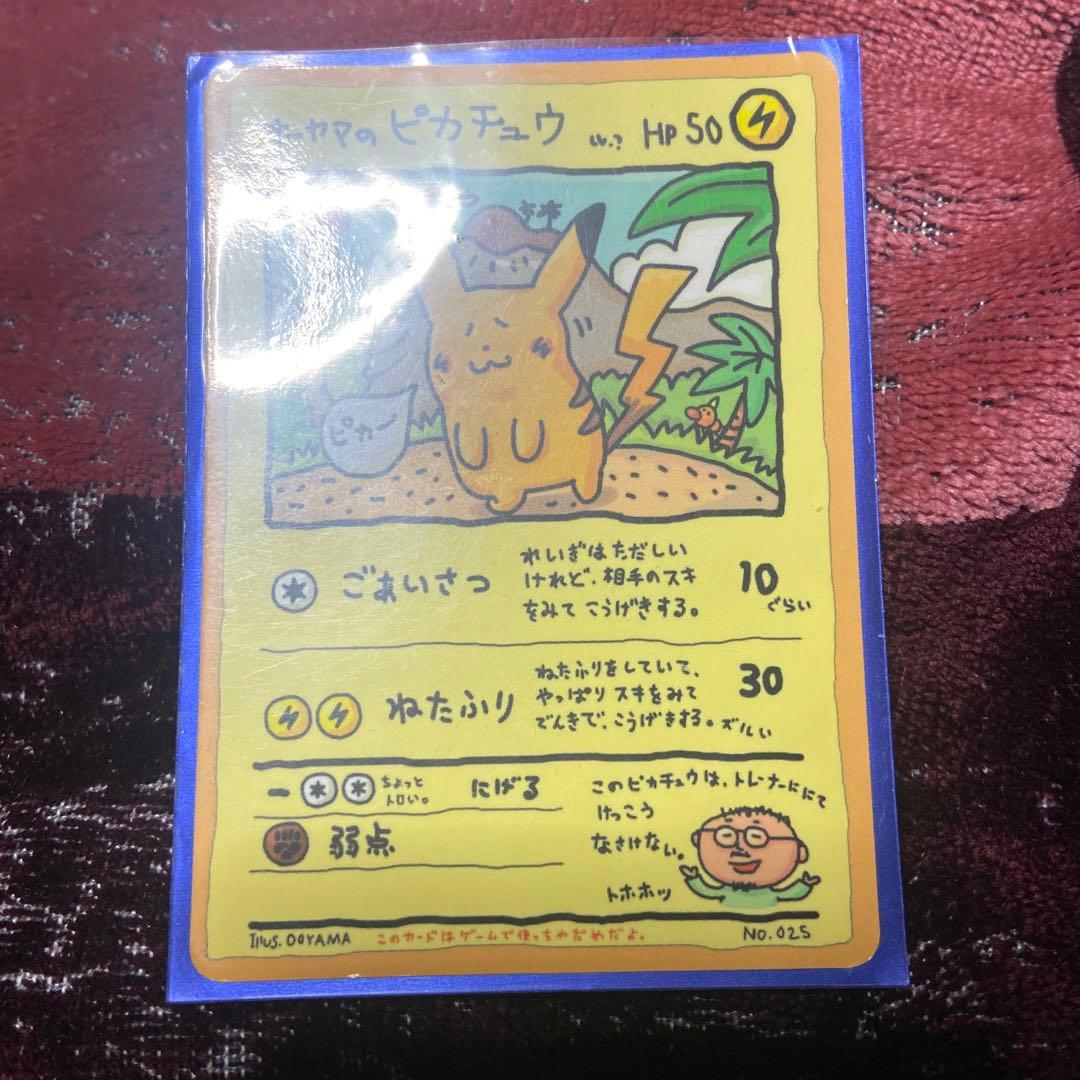 オーヤマの ピカチュウ LV.? HP 50
ピカー
ごあいさつ
れいぎはただしい
けれど、相手のスキ
をみて こうげきする。
10
ぐらい
ねたふり
ねたふりをしていて、
やっぱり スキをみて
でんきで、こうげきする。ズルい
30
ー
ちょっと
トロい。
にげる
弱点
このピカチュウは、トレーナーににて
けっこう
なさけない。
トホホッ
Illus. OOYAMA このカードはゲームで使っちゃだめだよ。 NO. 025